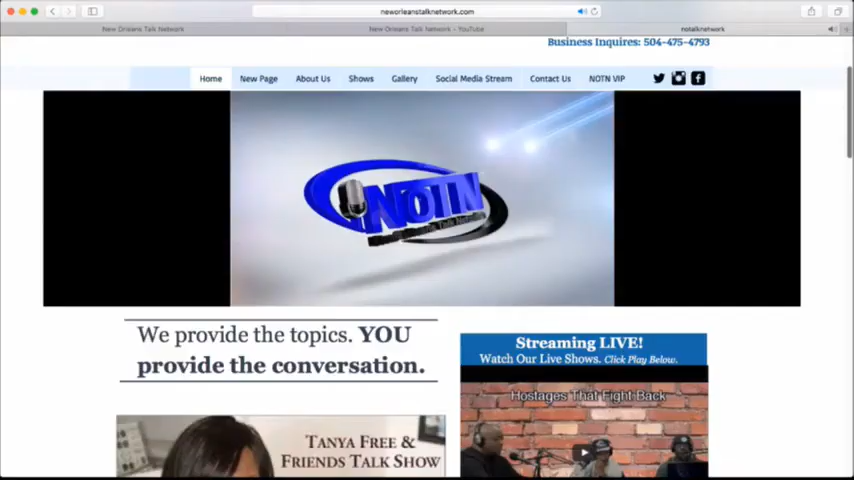 neworleanstalknetwork.com
New Orleans Talk Network
New Orleans Talk Network - YouTube
notalknetwork
Business Inquires: 504-475-4793
Home
New Page
About Us
Shows
Gallery
Social Media Stream
Contact Us
NOTN VIP
NOTN
Talk Network
We provide the topics. YOU
provide the conversation.
Streaming LIVE!
Watch Our Live Shows. Click Play Below.
Hostages That Fight Back
TANYA FREE &
FRIENDS TALK SHOW